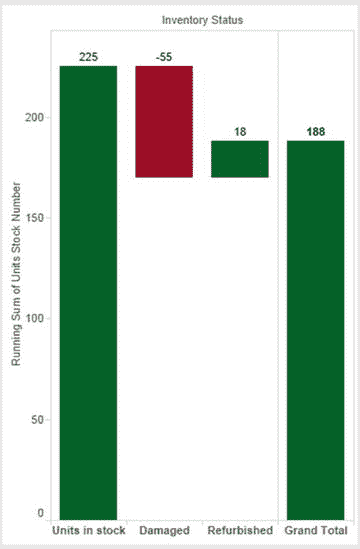 Inventory Status
Running Sum of Units Stock Number
200
150
100
50
0
225
-55
18
188
Units in stock
Damaged
Refurbished
Grand Total